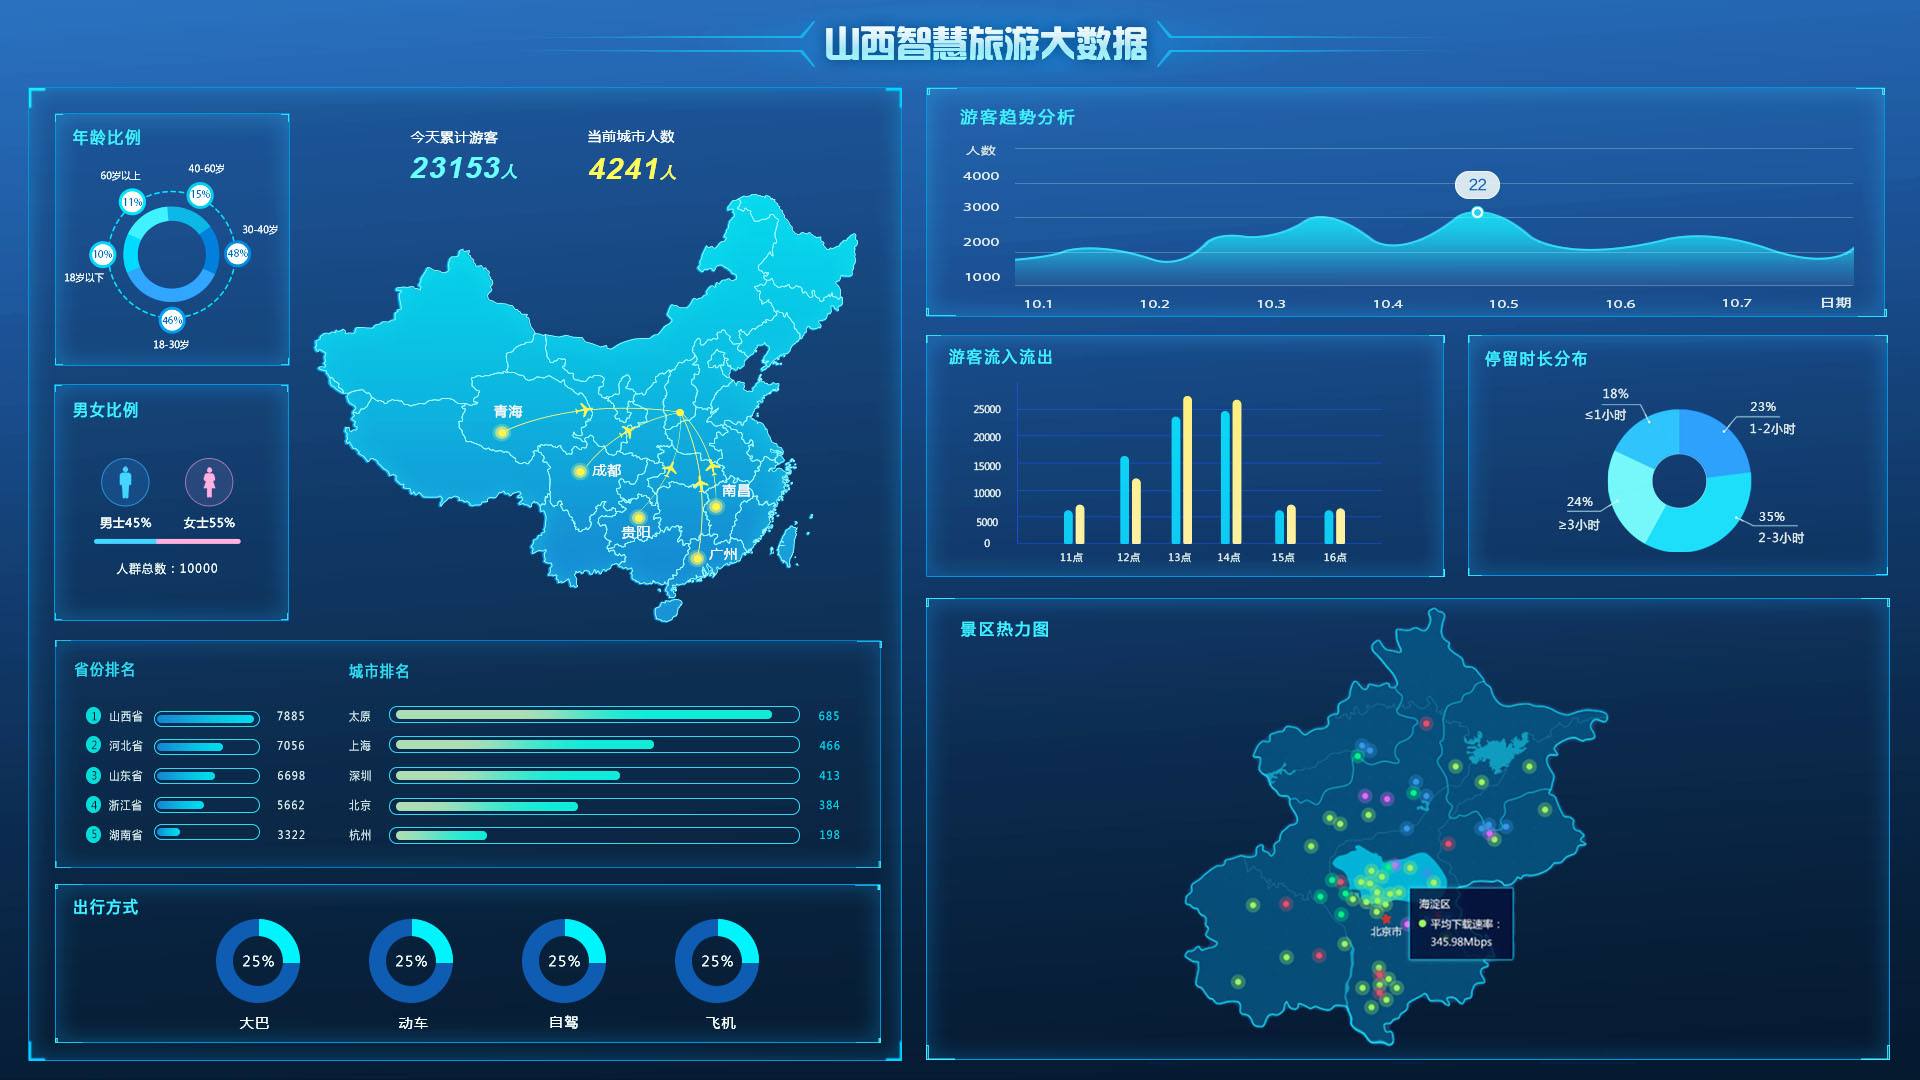 山西智慧旅游大数据
年龄比例
60岁以上
11%
40-60岁
15%
30-40岁
48%
10%
18岁以下
46%
18-30岁
今天累计游客
23153人
当前城市人数
4241人
青海
成都
南昌
贵阳
广州
男女比例
男士45%
女士55%
人群总数：10000
省份排名
1 山西省 7885
2 河北省 7056
3 山东省 6698
4 浙江省 5662
5 湖南省 3322
城市排名
太原 685
上海 466
深圳 413
北京 384
杭州 198
出行方式
25%
25%
25%
25%
大巴
动车
自驾
飞机
游客趋势分析
人数
4000
3000
2000
1000
22
10.1 10.2 10.3 10.4 10.5 10.6 10.7 日期
游客流入流出
25000
20000
15000
10000
5000
0
11点 12点 13点 14点 15点 16点
停留时长分布
18%
≤1小时
23%
1-2小时
24%
≥3小时
35%
2-3小时
景区热力图
北京市
海淀区
平均下载速率：
345.98Mbps